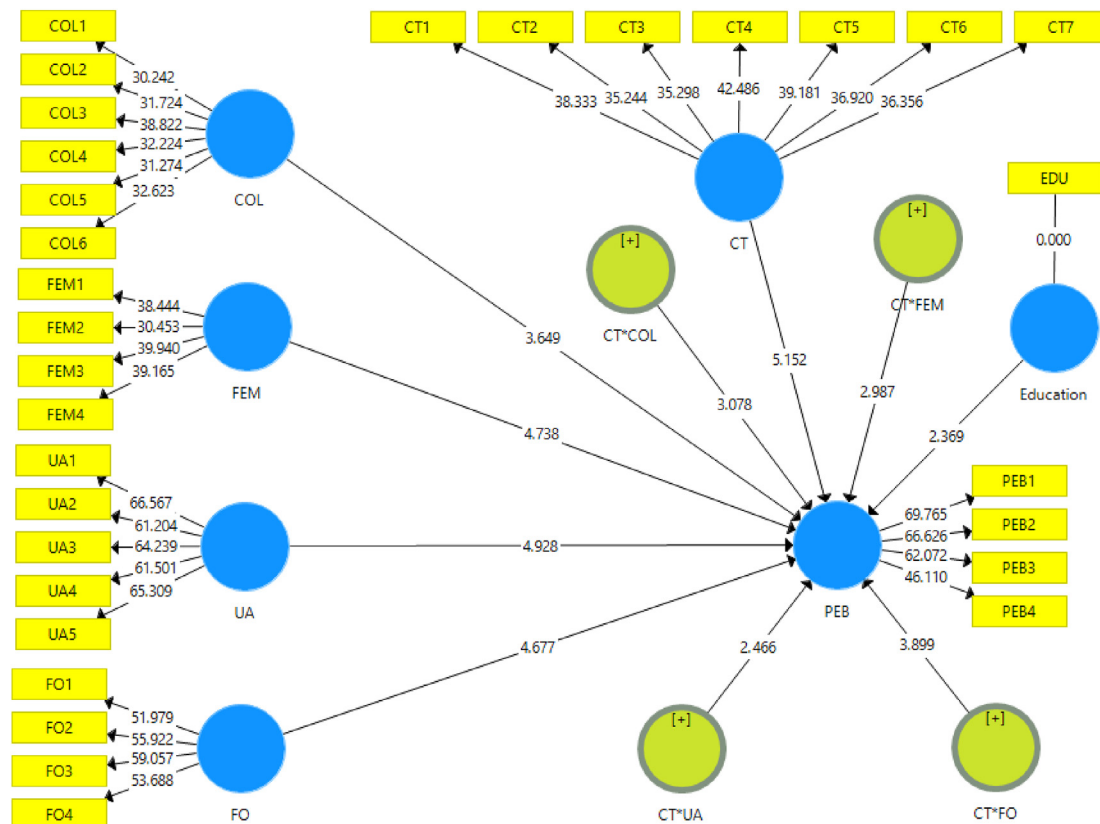 COL1
COL2
COL3
COL4
COL5
COL6
30.242
31.724
38.822
32.224
31.274
32.623
COL
CT1
CT2
CT3
CT4
CT5
CT6
CT7
38.333
35.244
35.298
42.486
39.181
36.920
36.356
CT
EDU
0.000
Education
[+]
CT*COL
[+]
CT*FEM
FEM1
FEM2
FEM3
FEM4
38.444
30.453
39.940
39.165
FEM
3.649
5.152
3.078
2.987
2.369
4.738
UA1
UA2
UA3
UA4
UA5
66.567
61.204
64.239
61.501
65.309
UA
4.928
PEB
69.765
66.626
62.072
46.110
PEB1
PEB2
PEB3
PEB4
4.677
2.466
3.899
FO1
FO2
FO3
FO4
51.979
55.922
59.057
53.688
FO
[+]
CT*UA
[+]
CT*FO